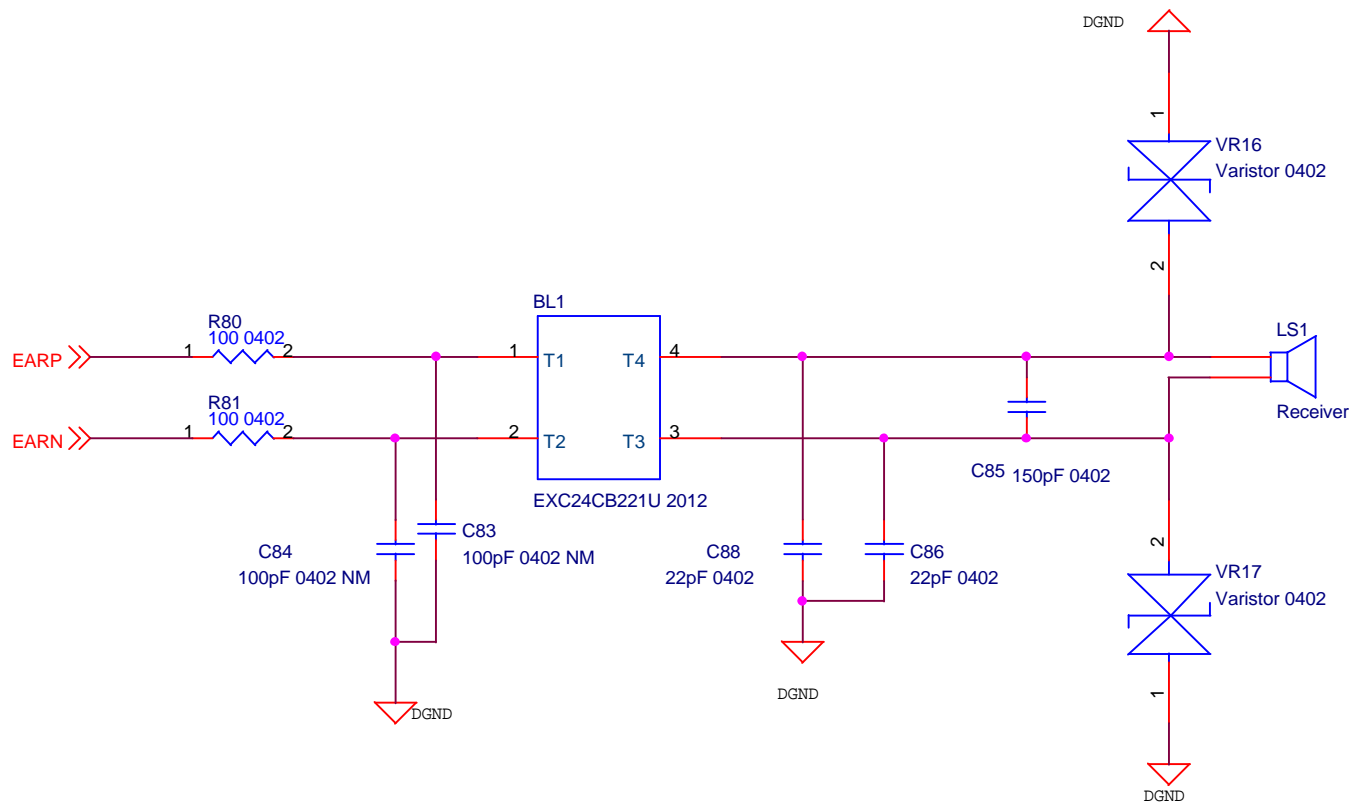 DGND
1
VR16
Varistor 0402
2
BL1
R80
100 0402
LS1
EARP
1
2
1
T1
T4
4
R81
100 0402
Receiver
EARN
1
2
2
T2
T3
3
C85
150pF 0402
EXC24CB221U 2012
C83
100pF 0402 NM
C84
100pF 0402 NM
C88
22pF 0402
C86
22pF 0402
2
VR17
Varistor 0402
1
DGND
DGND
DGND